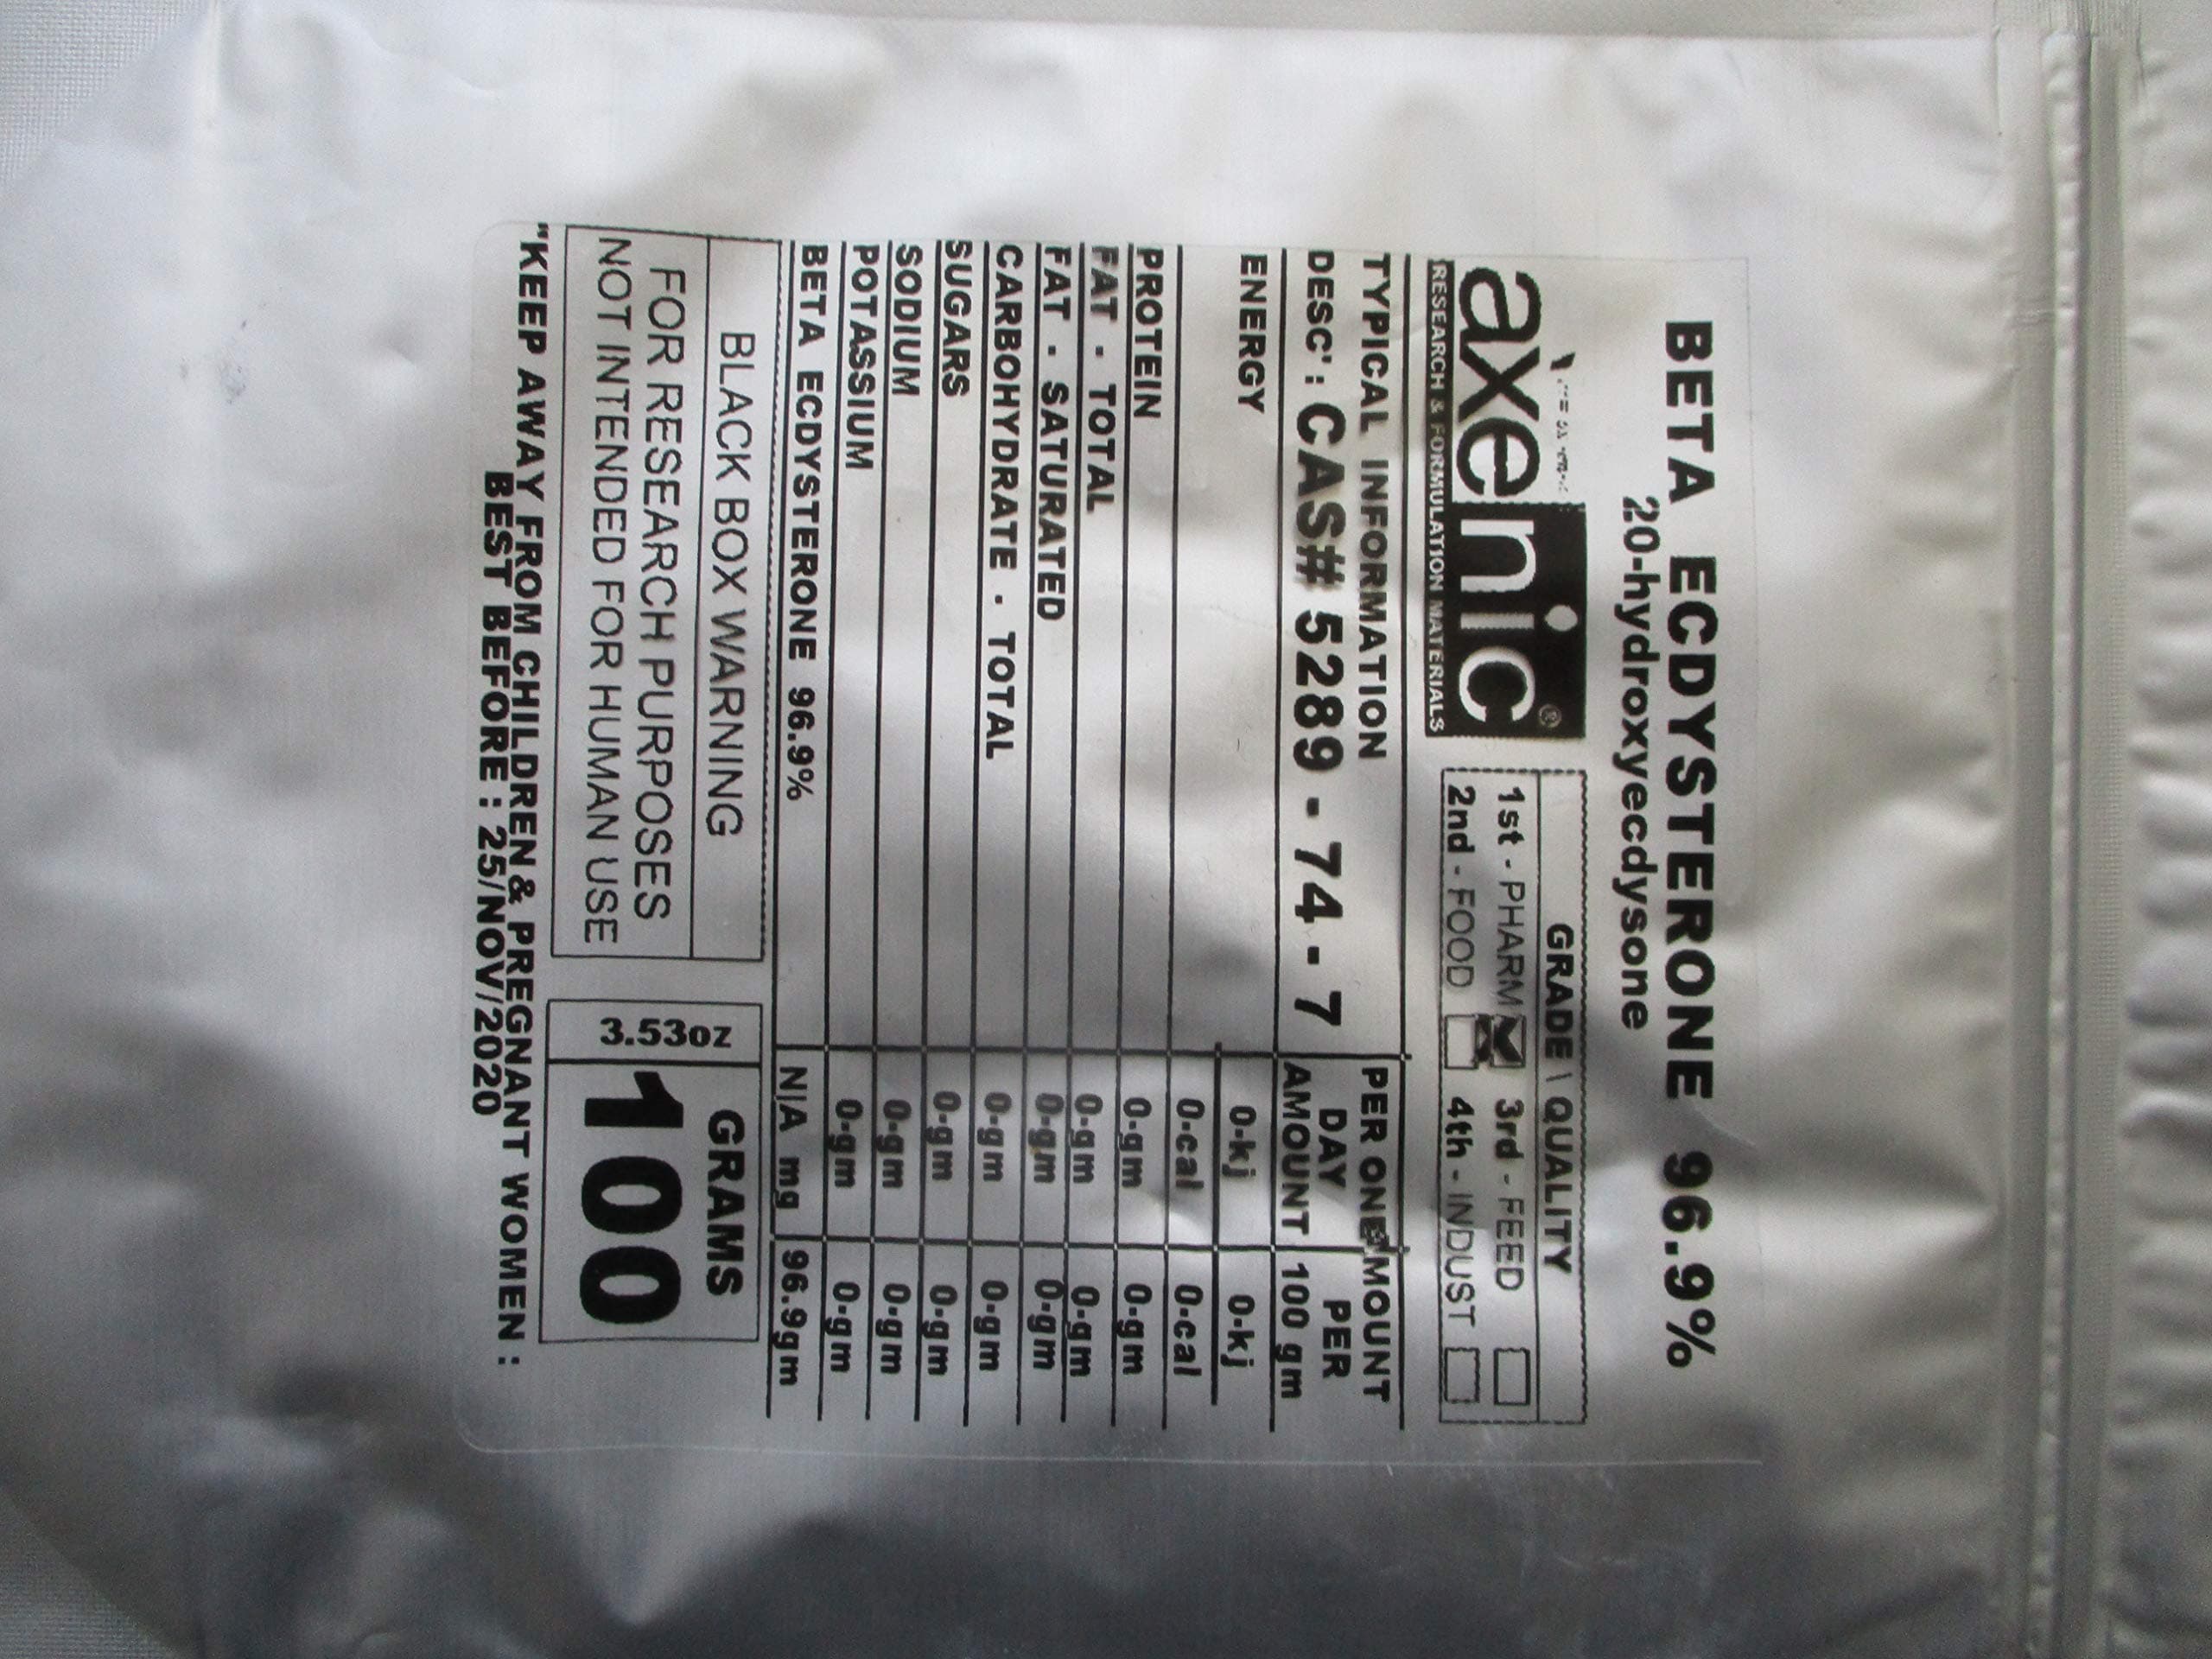 BETA ECDYSTERONE 96.9%
20-hydroxyecdysone
axenic®
RESEARCH & FORMULATION MATERIALS
GRADE \ QUALITY
1st - PHARM 3rd - FEED
2nd - FOOD 4th - INDUST
TYPICAL INFORMATION PER ONE AMOUNT
DAY PER
DESC': CAS# 5289 - 74 - 7 AMOUNT 100 gm
ENERGY 0-kj 0-kj
0-cal 0-cal
PROTEIN 0-gm 0-gm
FAT - TOTAL 0-gm 0-gm
FAT - SATURATED 0-gm 0-gm
CARBOHYDRATE - TOTAL 0-gm 0-gm
SUGARS 0-gm 0-gm
SODIUM 0-gm 0-gm
POTASSIUM 0-gm 0-gm
BETA ECDYSTERONE 96.9% N\A mg 96.9gm
BLACK BOX WARNING
FOR RESEARCH PURPOSES
NOT INTENDED FOR HUMAN USE
3.53oz
GRAMS
100
"KEEP AWAY FROM CHILDREN & PREGNANT WOMEN :
BEST BEFORE : 25/NOV/2020